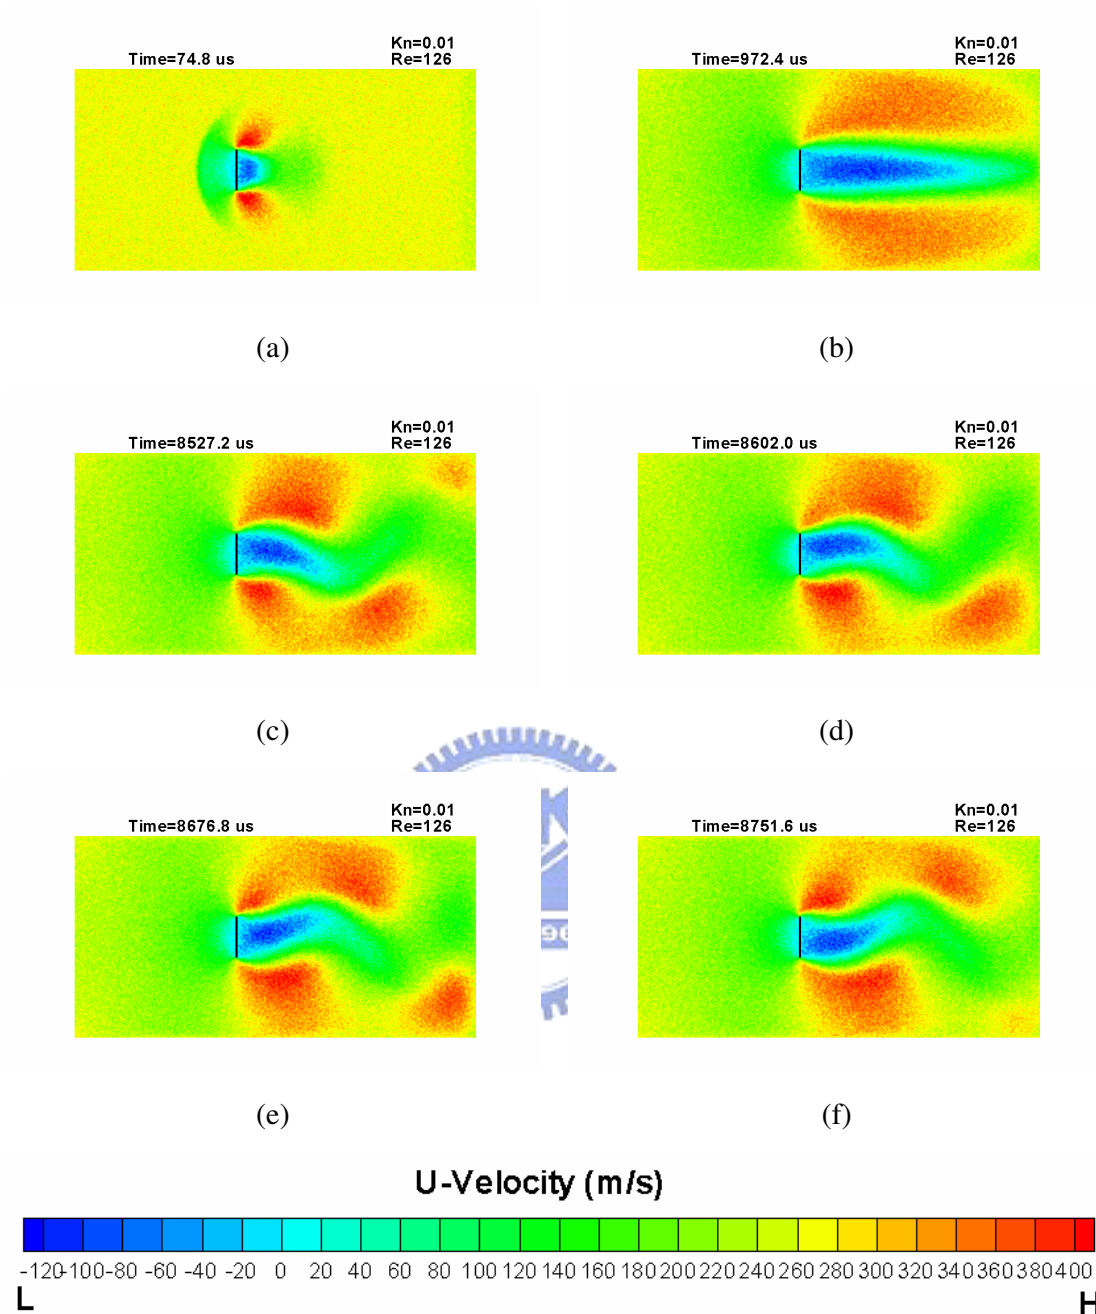 Time=74.8 us
Kn=0.01
Re=126
Time=972.4 us
Kn=0.01
Re=126
(a)
(b)
Time=8527.2 us
Kn=0.01
Re=126
Time=8602.0 us
Kn=0.01
Re=126
(c)
(d)
Time=8676.8 us
Kn=0.01
Re=126
Time=8751.6 us
Kn=0.01
Re=126
96
(e)
(f)
U-Velocity (m/s)
-120 -100 -80 -60 -40 -20 0 20 40 60 80 100 120 140 160 180 200 220 240 260 280 300 320 340 360 380 400
L H